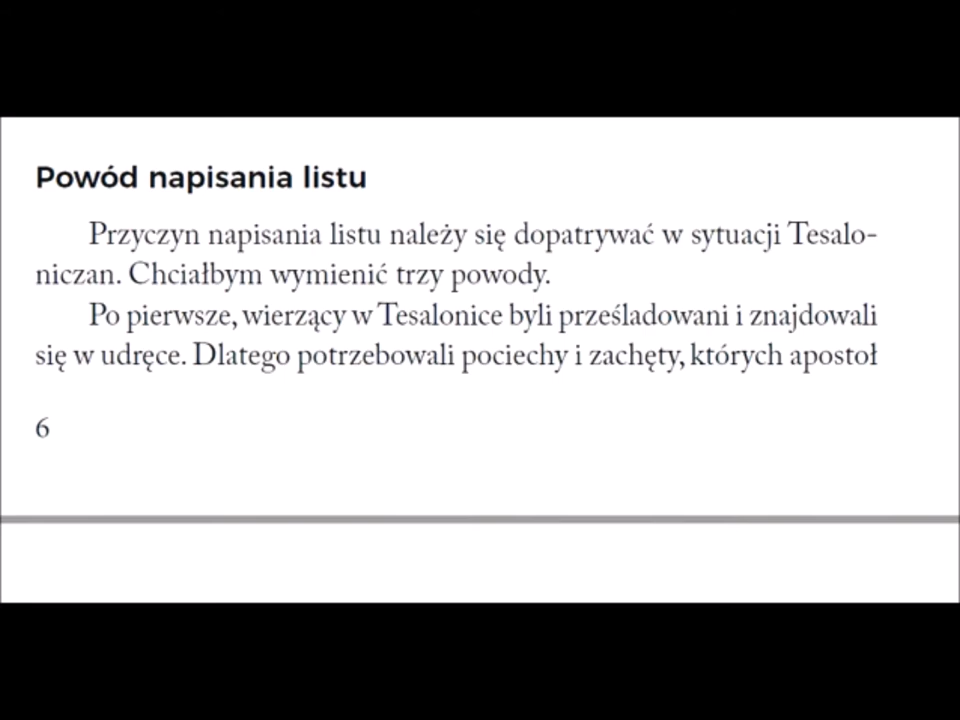 Powód napisania listu
Przyczyn napisania listu należy się dopatrywać w sytuacji Tesalo-
niczan. Chciałbym wymienić trzy powody.
Po pierwsze, wierzący w Tesalonice byli prześladowani i znajdowali
się w udręce. Dlatego potrzebowali pociechy i zachęty, których apostoł
6